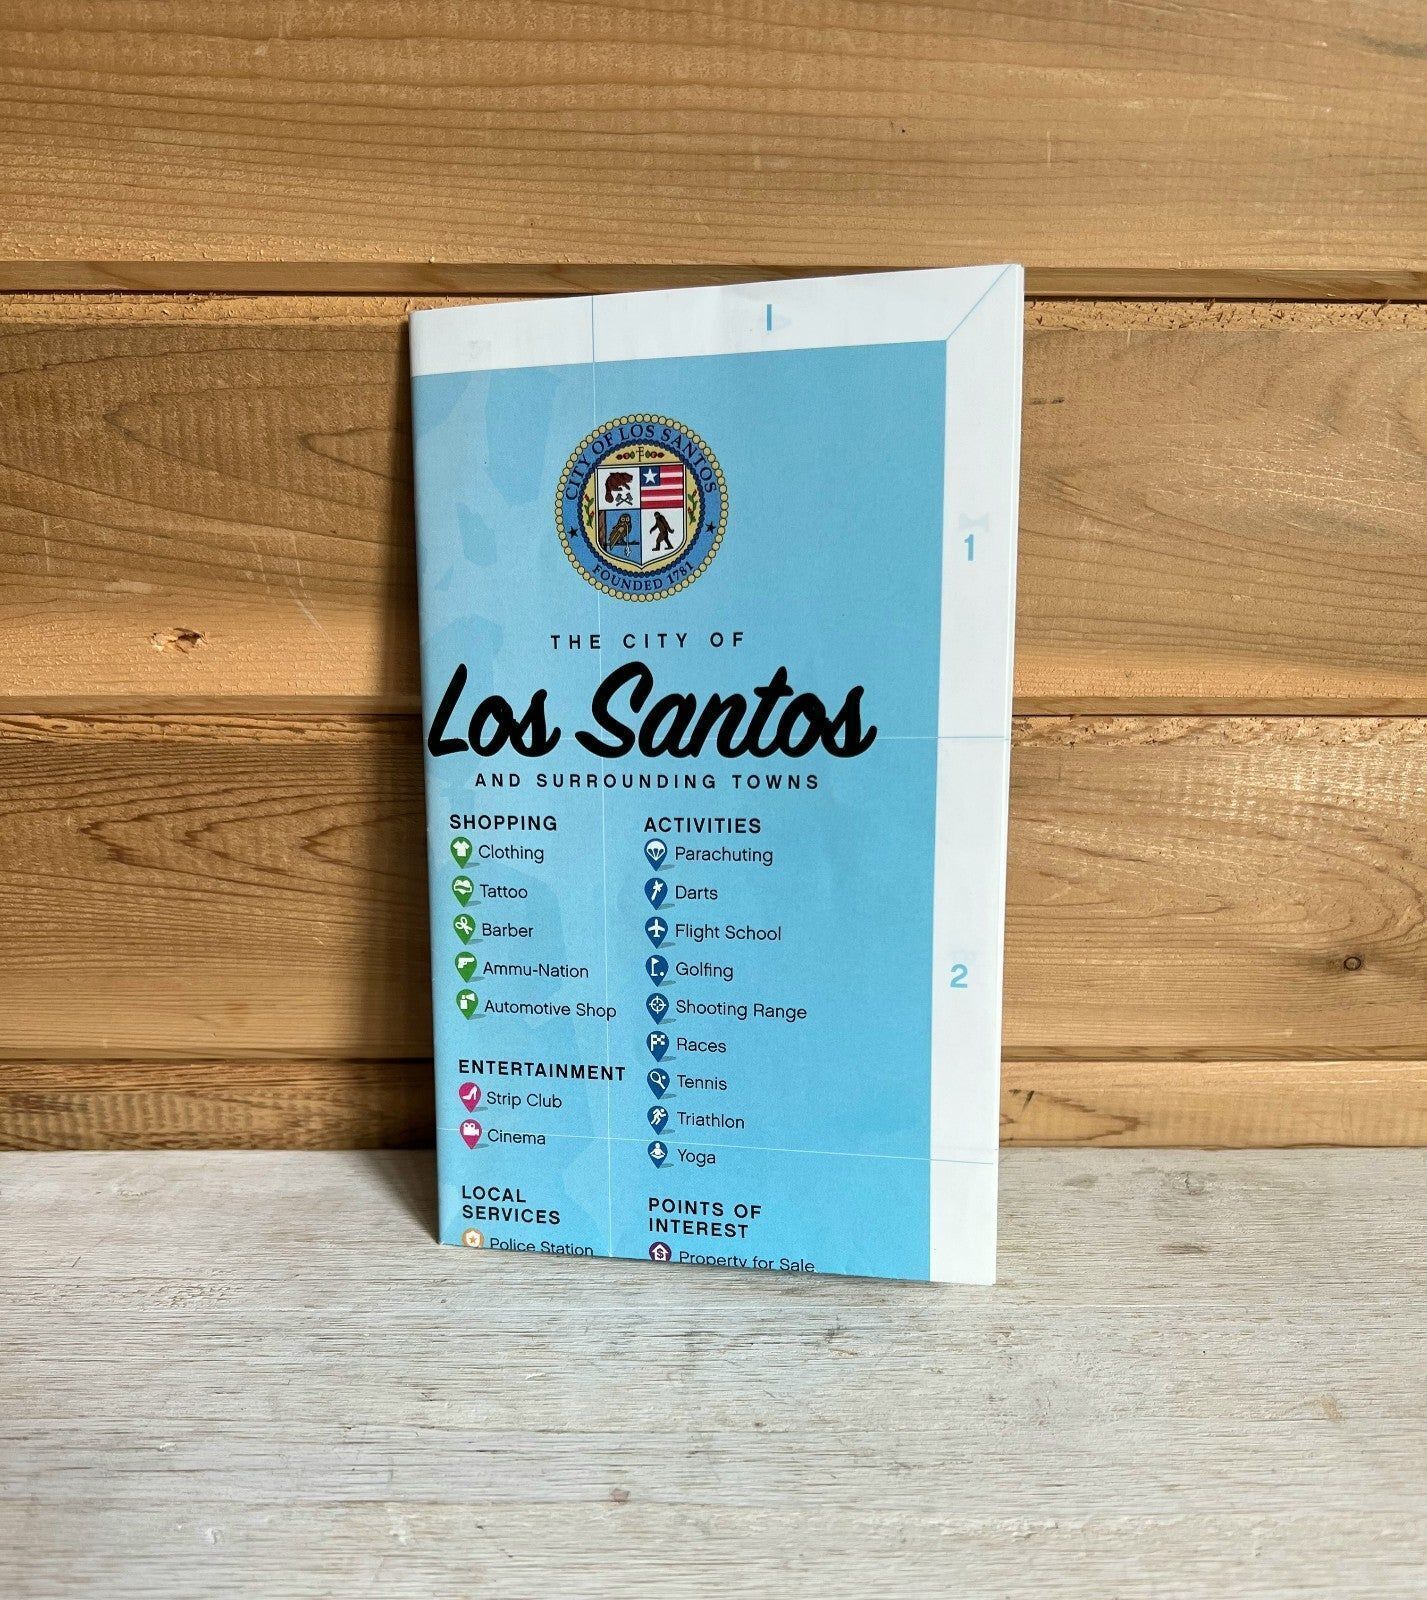 I
CITY OF LOS SANTOS
FOUNDED 1781
1
THE CITY OF
Los Santos
AND SURROUNDING TOWNS
SHOPPING
Clothing
Tattoo
Barber
Ammu-Nation
Automotive Shop
ENTERTAINMENT
Strip Club
Cinema
LOCAL
SERVICES
Police Station
ACTIVITIES
Parachuting
Darts
Flight School
Golfing
Shooting Range
Races
Tennis
Triathlon
Yoga
POINTS OF
INTEREST
Property for Sale
2